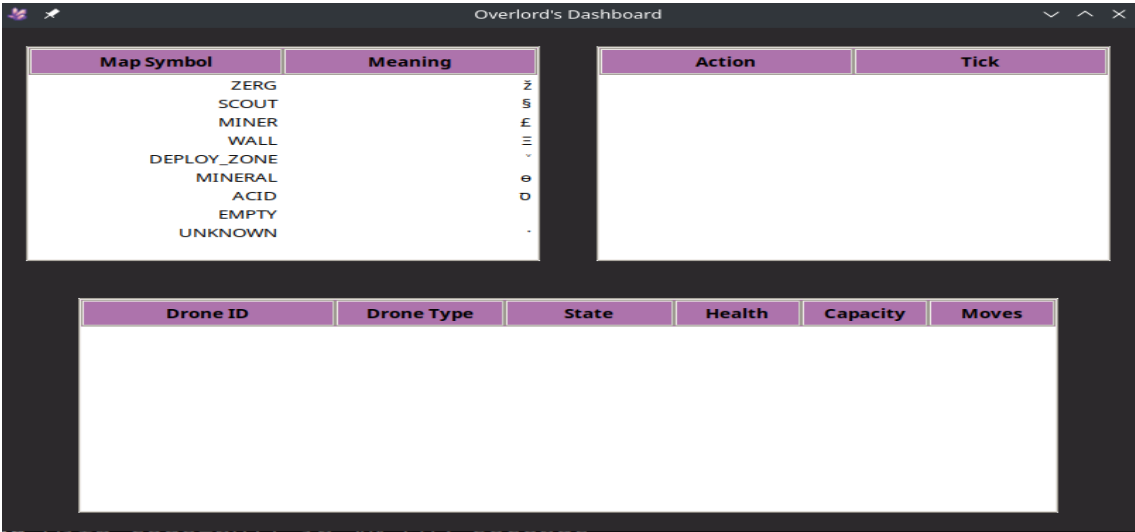 Overlord's Dashboard
Map Symbol Meaning
ZERG ž
SCOUT §
MINER £
WALL Ξ
DEPLOY_ZONE ˇ
MINERAL ɵ
ACID ʊ
EMPTY
UNKNOWN ·
Action Tick
Drone ID Drone Type State Health Capacity Moves